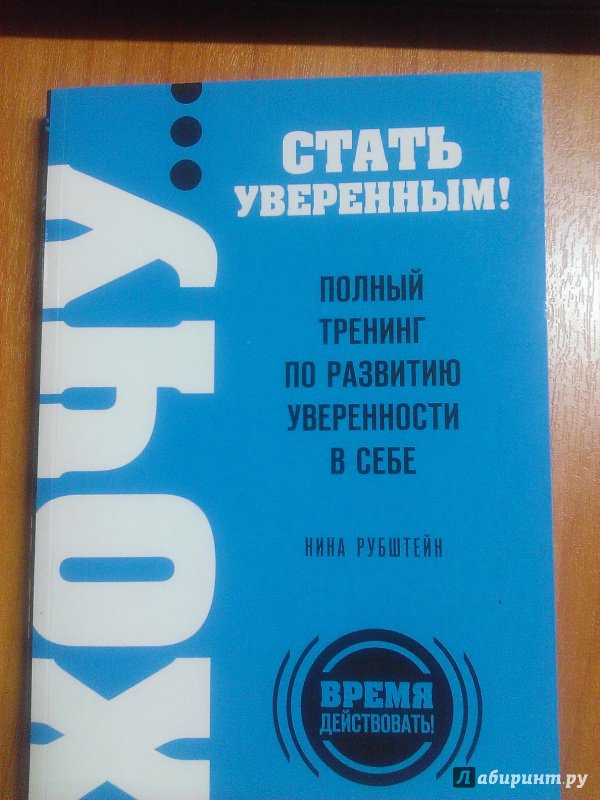 ХОЧУ...
СТАТЬ
УВЕРЕННЫМ!
ПОЛНЫЙ
ТРЕНИНГ
ПО РАЗВИТИЮ
УВЕРЕННОСТИ
В СЕБЕ
НИНА РУБШТЕЙН
ВРЕМЯ
ДЕЙСТВОВАТЬ!
Лабиринт.ру